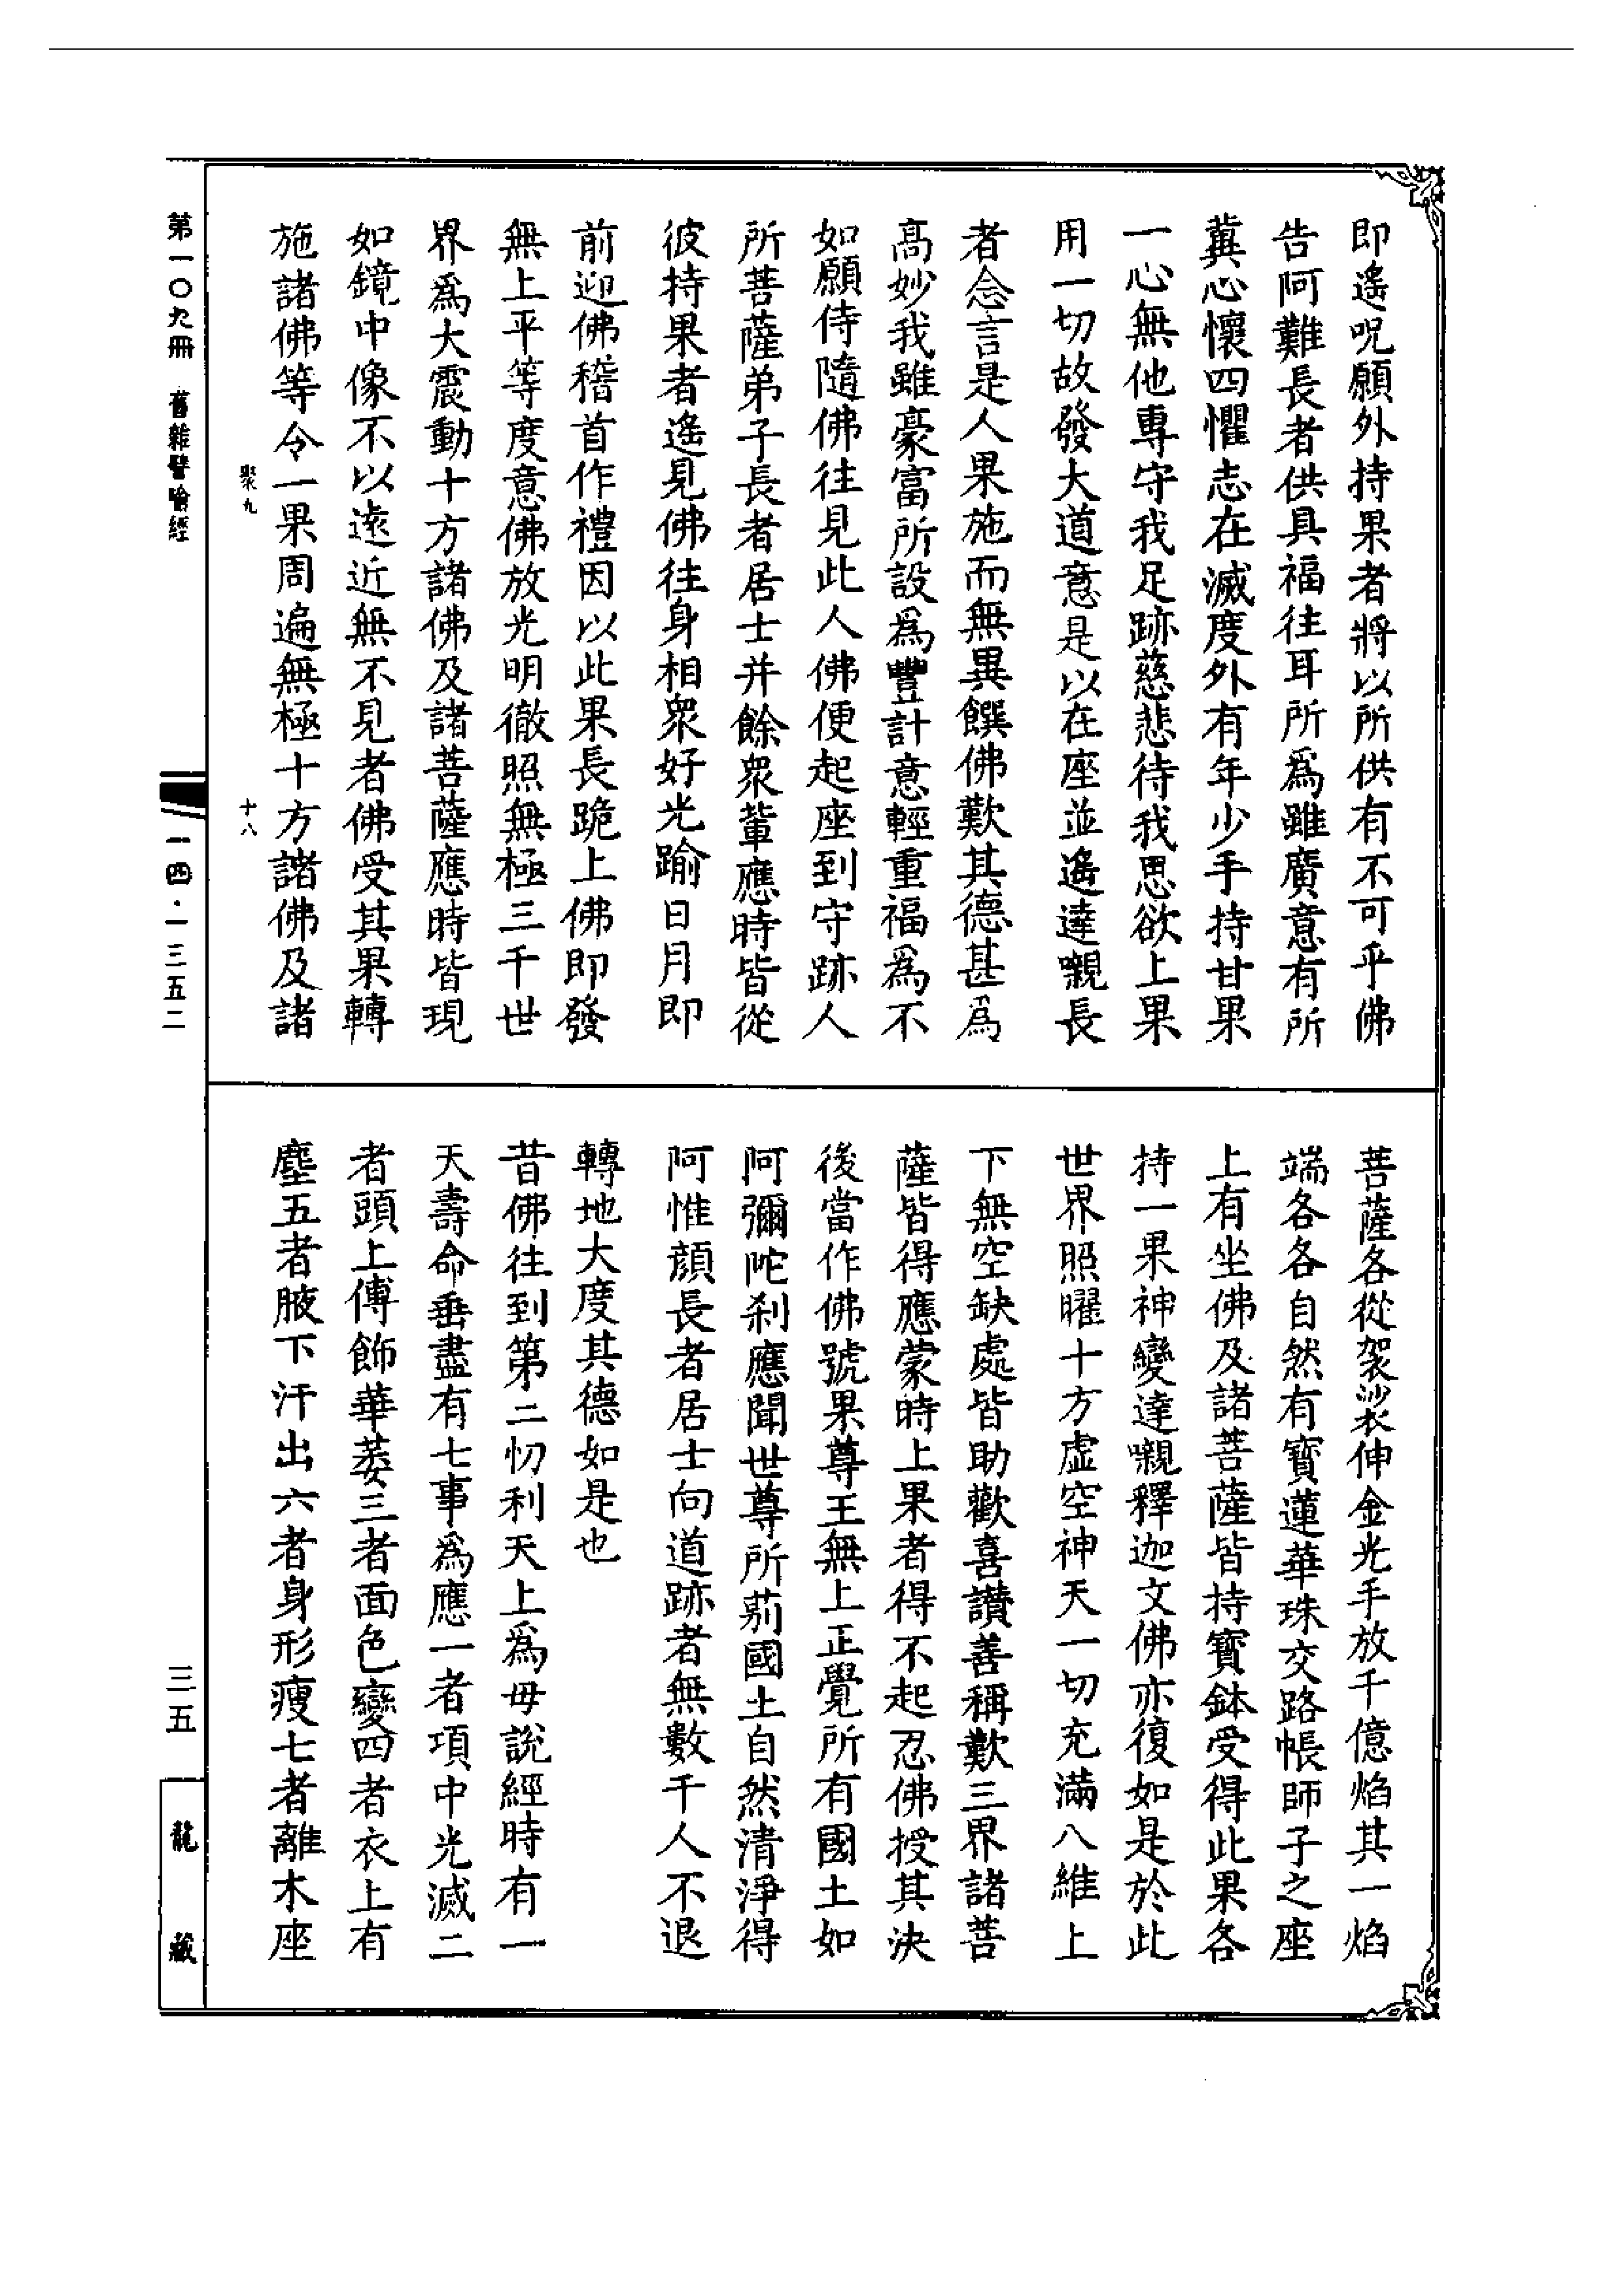 即遙呪願外持果者將以所供有不可乎佛
告阿難長者供具福往耳所爲雖廣意有所
冀心懷四懼志在滅度外有年少手持甘果
一心無他專守我足跡慈悲待我思欲上果
用一切故發大道意是以在座並遙達嚫長
者念言是人果施而無異饌佛歎其德甚爲
高妙我雖豪富所設爲豐計意輕重福爲不
如願侍隨佛往見此人佛便起座到守跡人
所菩薩弟子長者居士并餘衆輩應時皆從
彼持果者遙見佛往身相衆好光踰日月即
前迎佛稽首作禮因以此果長跪上佛即發
無上平等度意佛放光明徹照無極三千世
界爲大震動十方諸佛及諸菩薩應時皆現
如鏡中像不以遠近無不見者佛受其果轉
施諸佛等令一果周遍無極十方諸佛及諸
菩薩各從袈裟伸金光手放千億焰其一焰
端各各自然有寶蓮華珠交路帳師子之座
上有坐佛及諸菩薩皆持寶鉢受得此果各
持一果神變達嚫釋迦文佛亦復如是於此
世界照曜十方虛空神天一切充滿八維上
下無空缺處皆助歡喜讚善稱歎三界諸菩
薩皆得應蒙時上果者得不起忍佛授其決
後當作佛號果尊王無上正覺所有國土如
阿彌陀刹應聞世尊所莂國土自然清淨得
阿惟顏長者居士向道跡者無數千人不退
轉地大度其德如是也
昔佛往到第二忉利天上爲母說經時有一
天壽命垂盡有七事爲應一者項中光滅二
者頭上傅飾華萎三者面色變四者衣上有
塵五者腋下汗出六者身形瘦七者離木座
聚九
十八
第一〇九冊 舊雜譬喻經
一四·一三五二
三五
龍藏